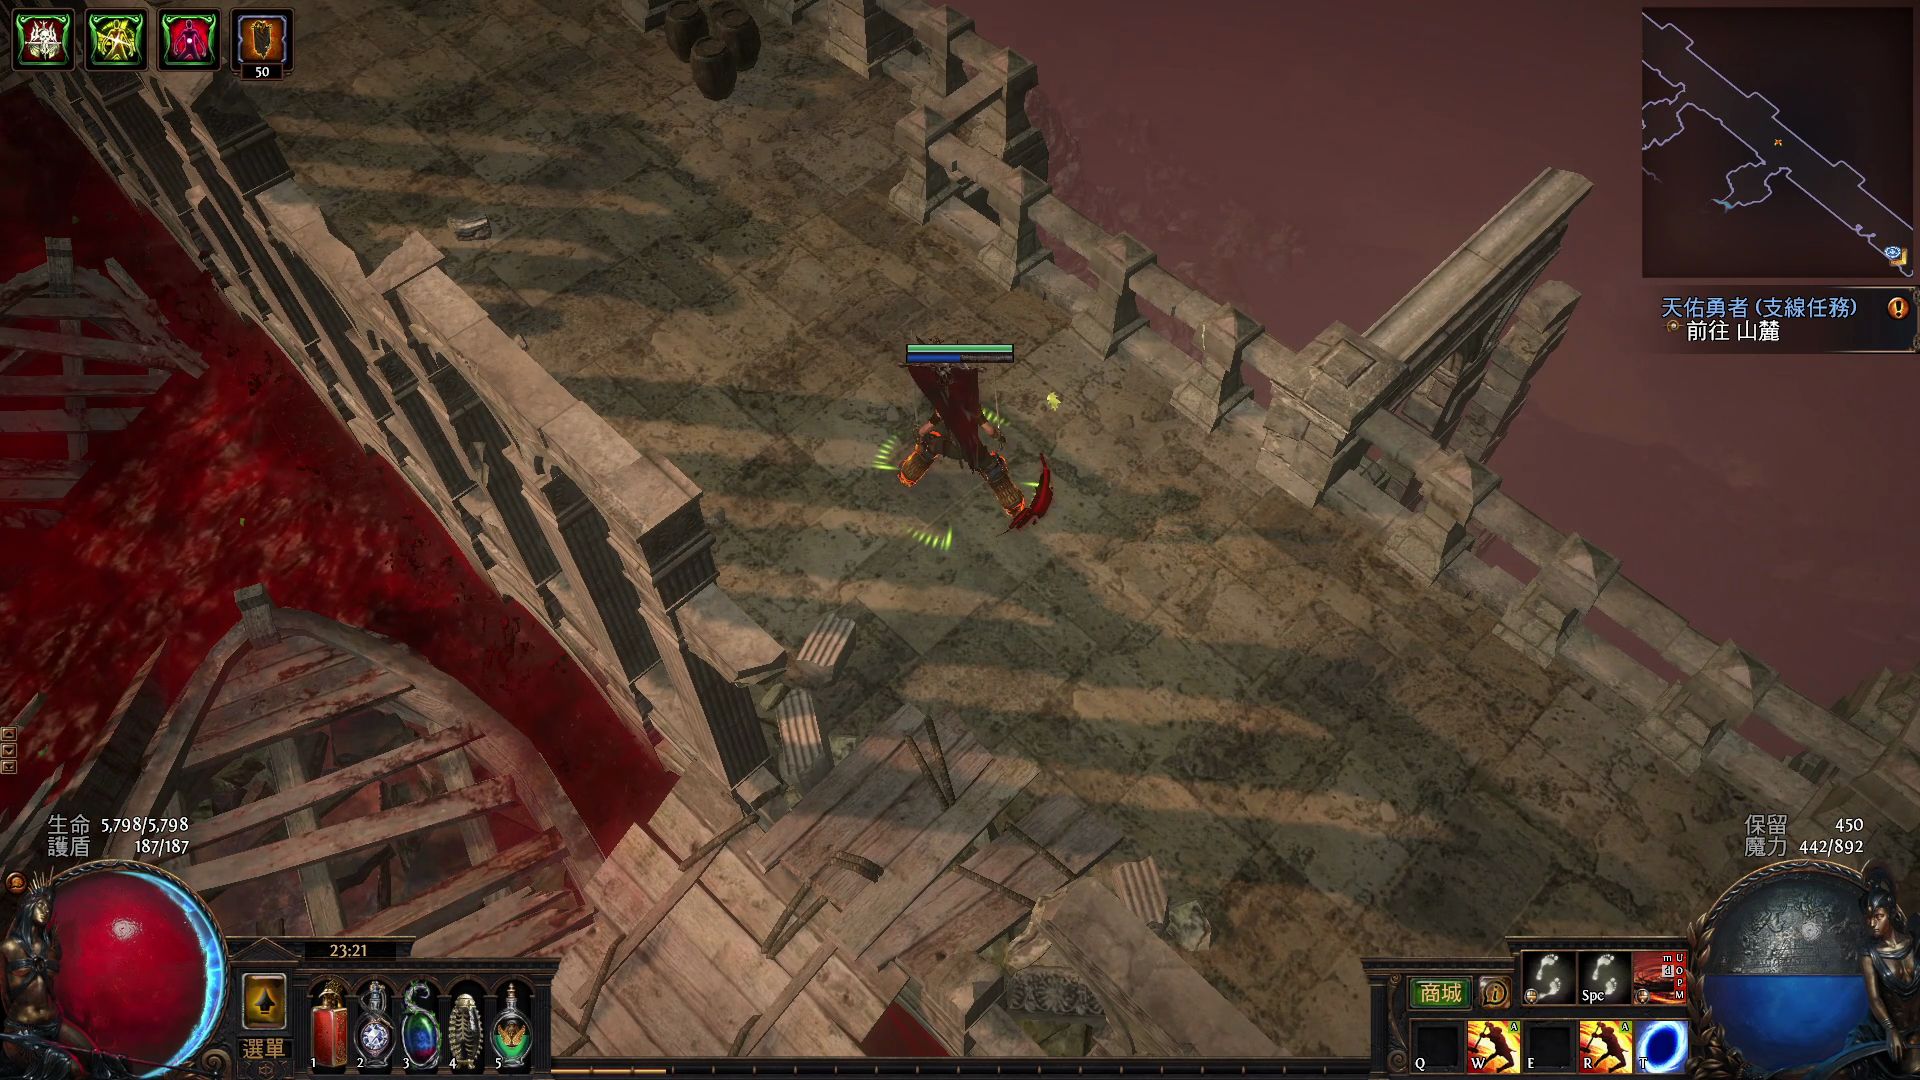 50
天佑勇者 (支線任務)
前往 山麓
生命 5,798/5,798
護盾 187/187
保留 450
魔力 442/892
23:21
選單
1
2
3
4
5
商城
Spc
m U
d O
P
M
Q
W A
E
R A
T